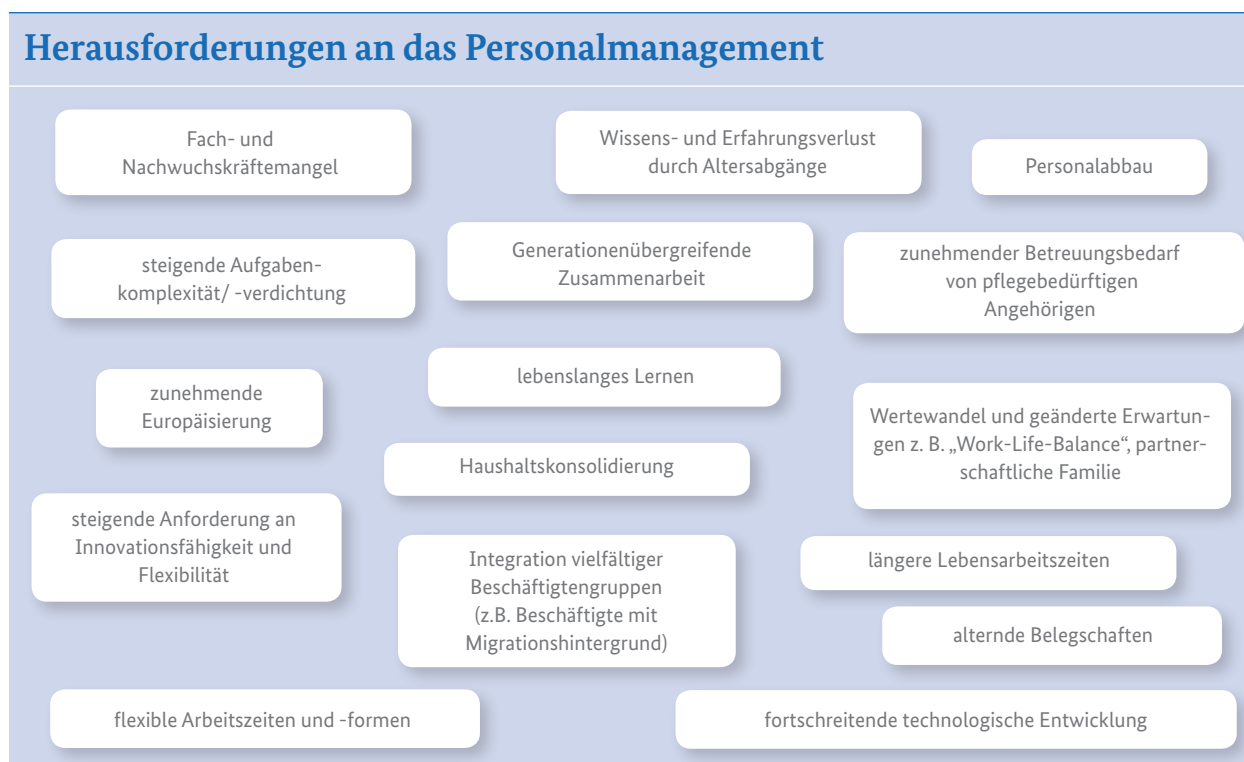 Herausforderungen an das Personalmanagement
Fach- und
Nachwuchskräftemangel
Wissens- und Erfahrungsverlust
durch Altersabgänge
Personalabbau
steigende Aufgaben-
komplexität/ -verdichtung
Generationenübergreifende
Zusammenarbeit
zunehmender Betreuungsbedarf
von pflegebedürftigen
Angehörigen
zunehmende
Europäisierung
lebenslanges Lernen
Wertewandel und geänderte Erwartun-
gen z. B. „Work-Life-Balance“, partner-
schaftliche Familie
Haushaltskonsolidierung
steigende Anforderung an
Innovationsfähigkeit und
Flexibilität
Integration vielfältiger
Beschäftigtengruppen
(z.B. Beschäftigte mit
Migrationshintergrund)
längere Lebensarbeitszeiten
alternde Belegschaften
flexible Arbeitszeiten und -formen
fortschreitende technologische Entwicklung